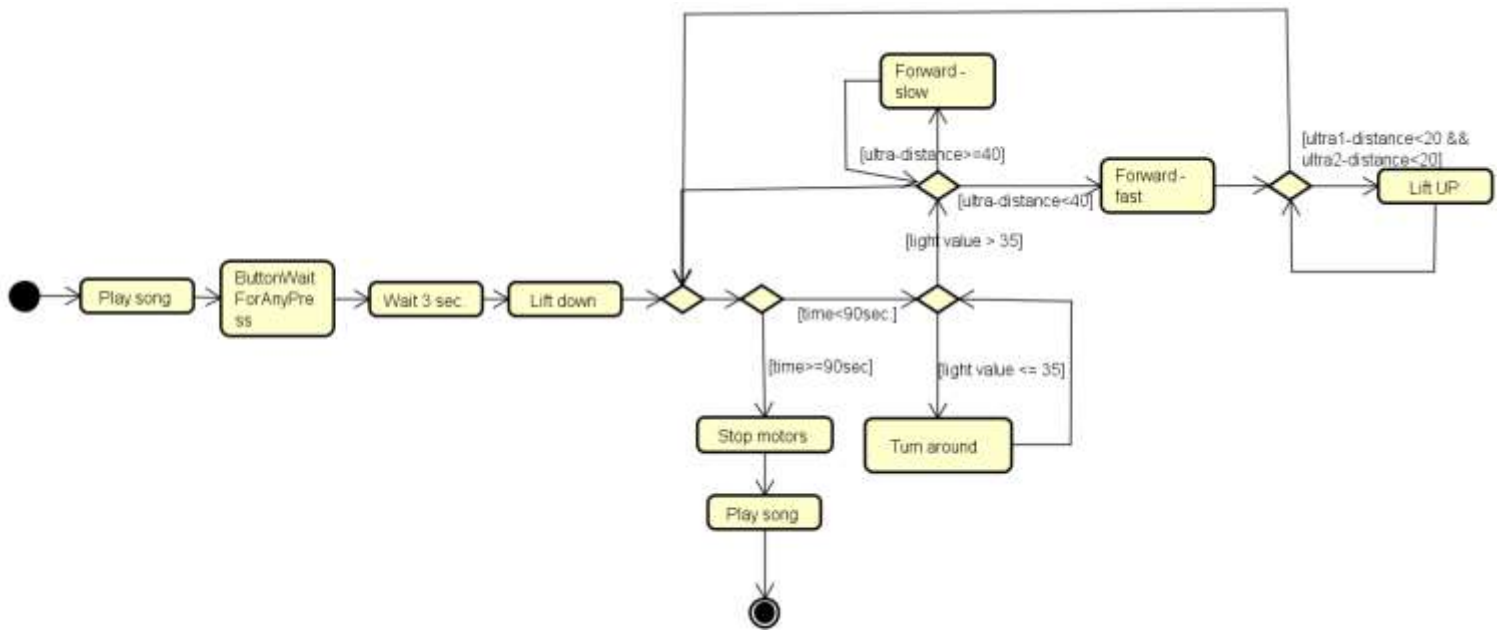 Forward -
slow
[ultra-distance>=40]
[ultra1-distance<20 &&
ultra2-distance<20]
Forward -
fast
Lift UP
[ultra-distance<40]
[light value > 35]
Play song
ButtonWait
ForAnyPre
ss
Wait 3 sec.
Lift down
[time<90sec.]
[time>=90sec]
[light value <= 35]
Stop motors
Turn around
Play song